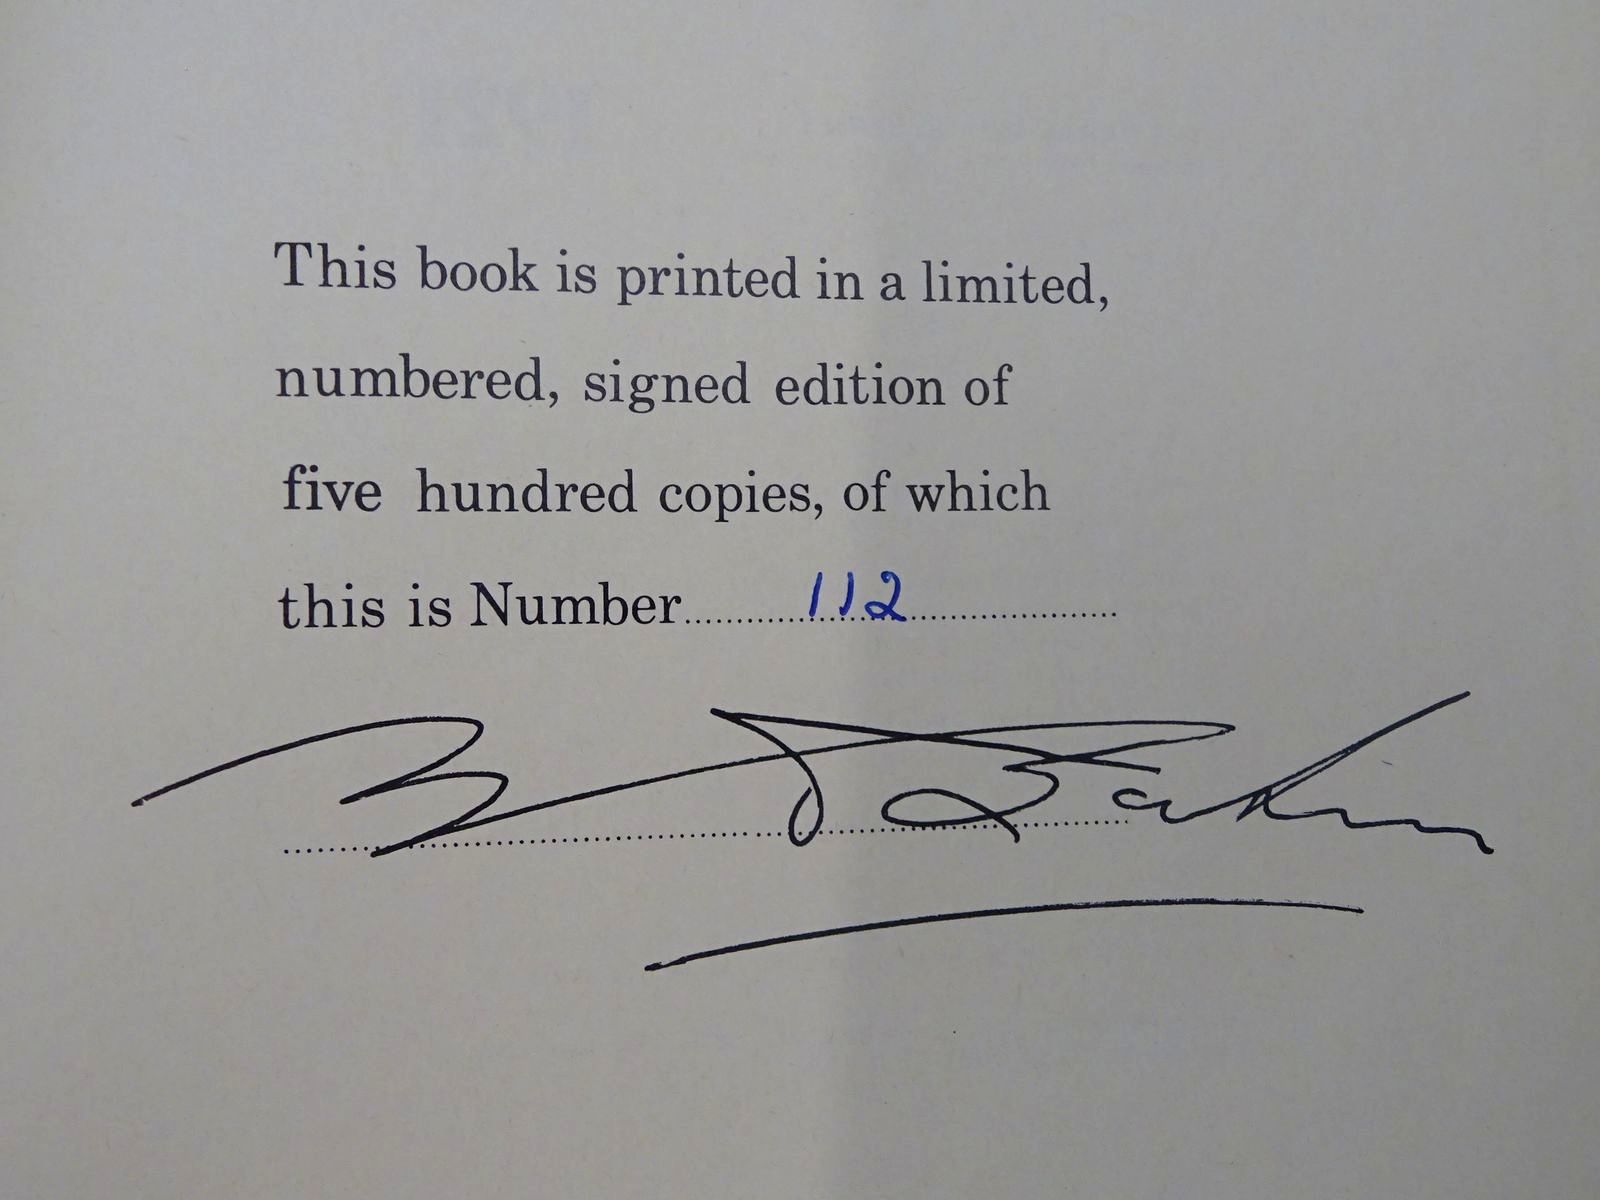 This book is printed in a limited,
numbered, signed edition of
five hundred copies, of which
this is Number 112